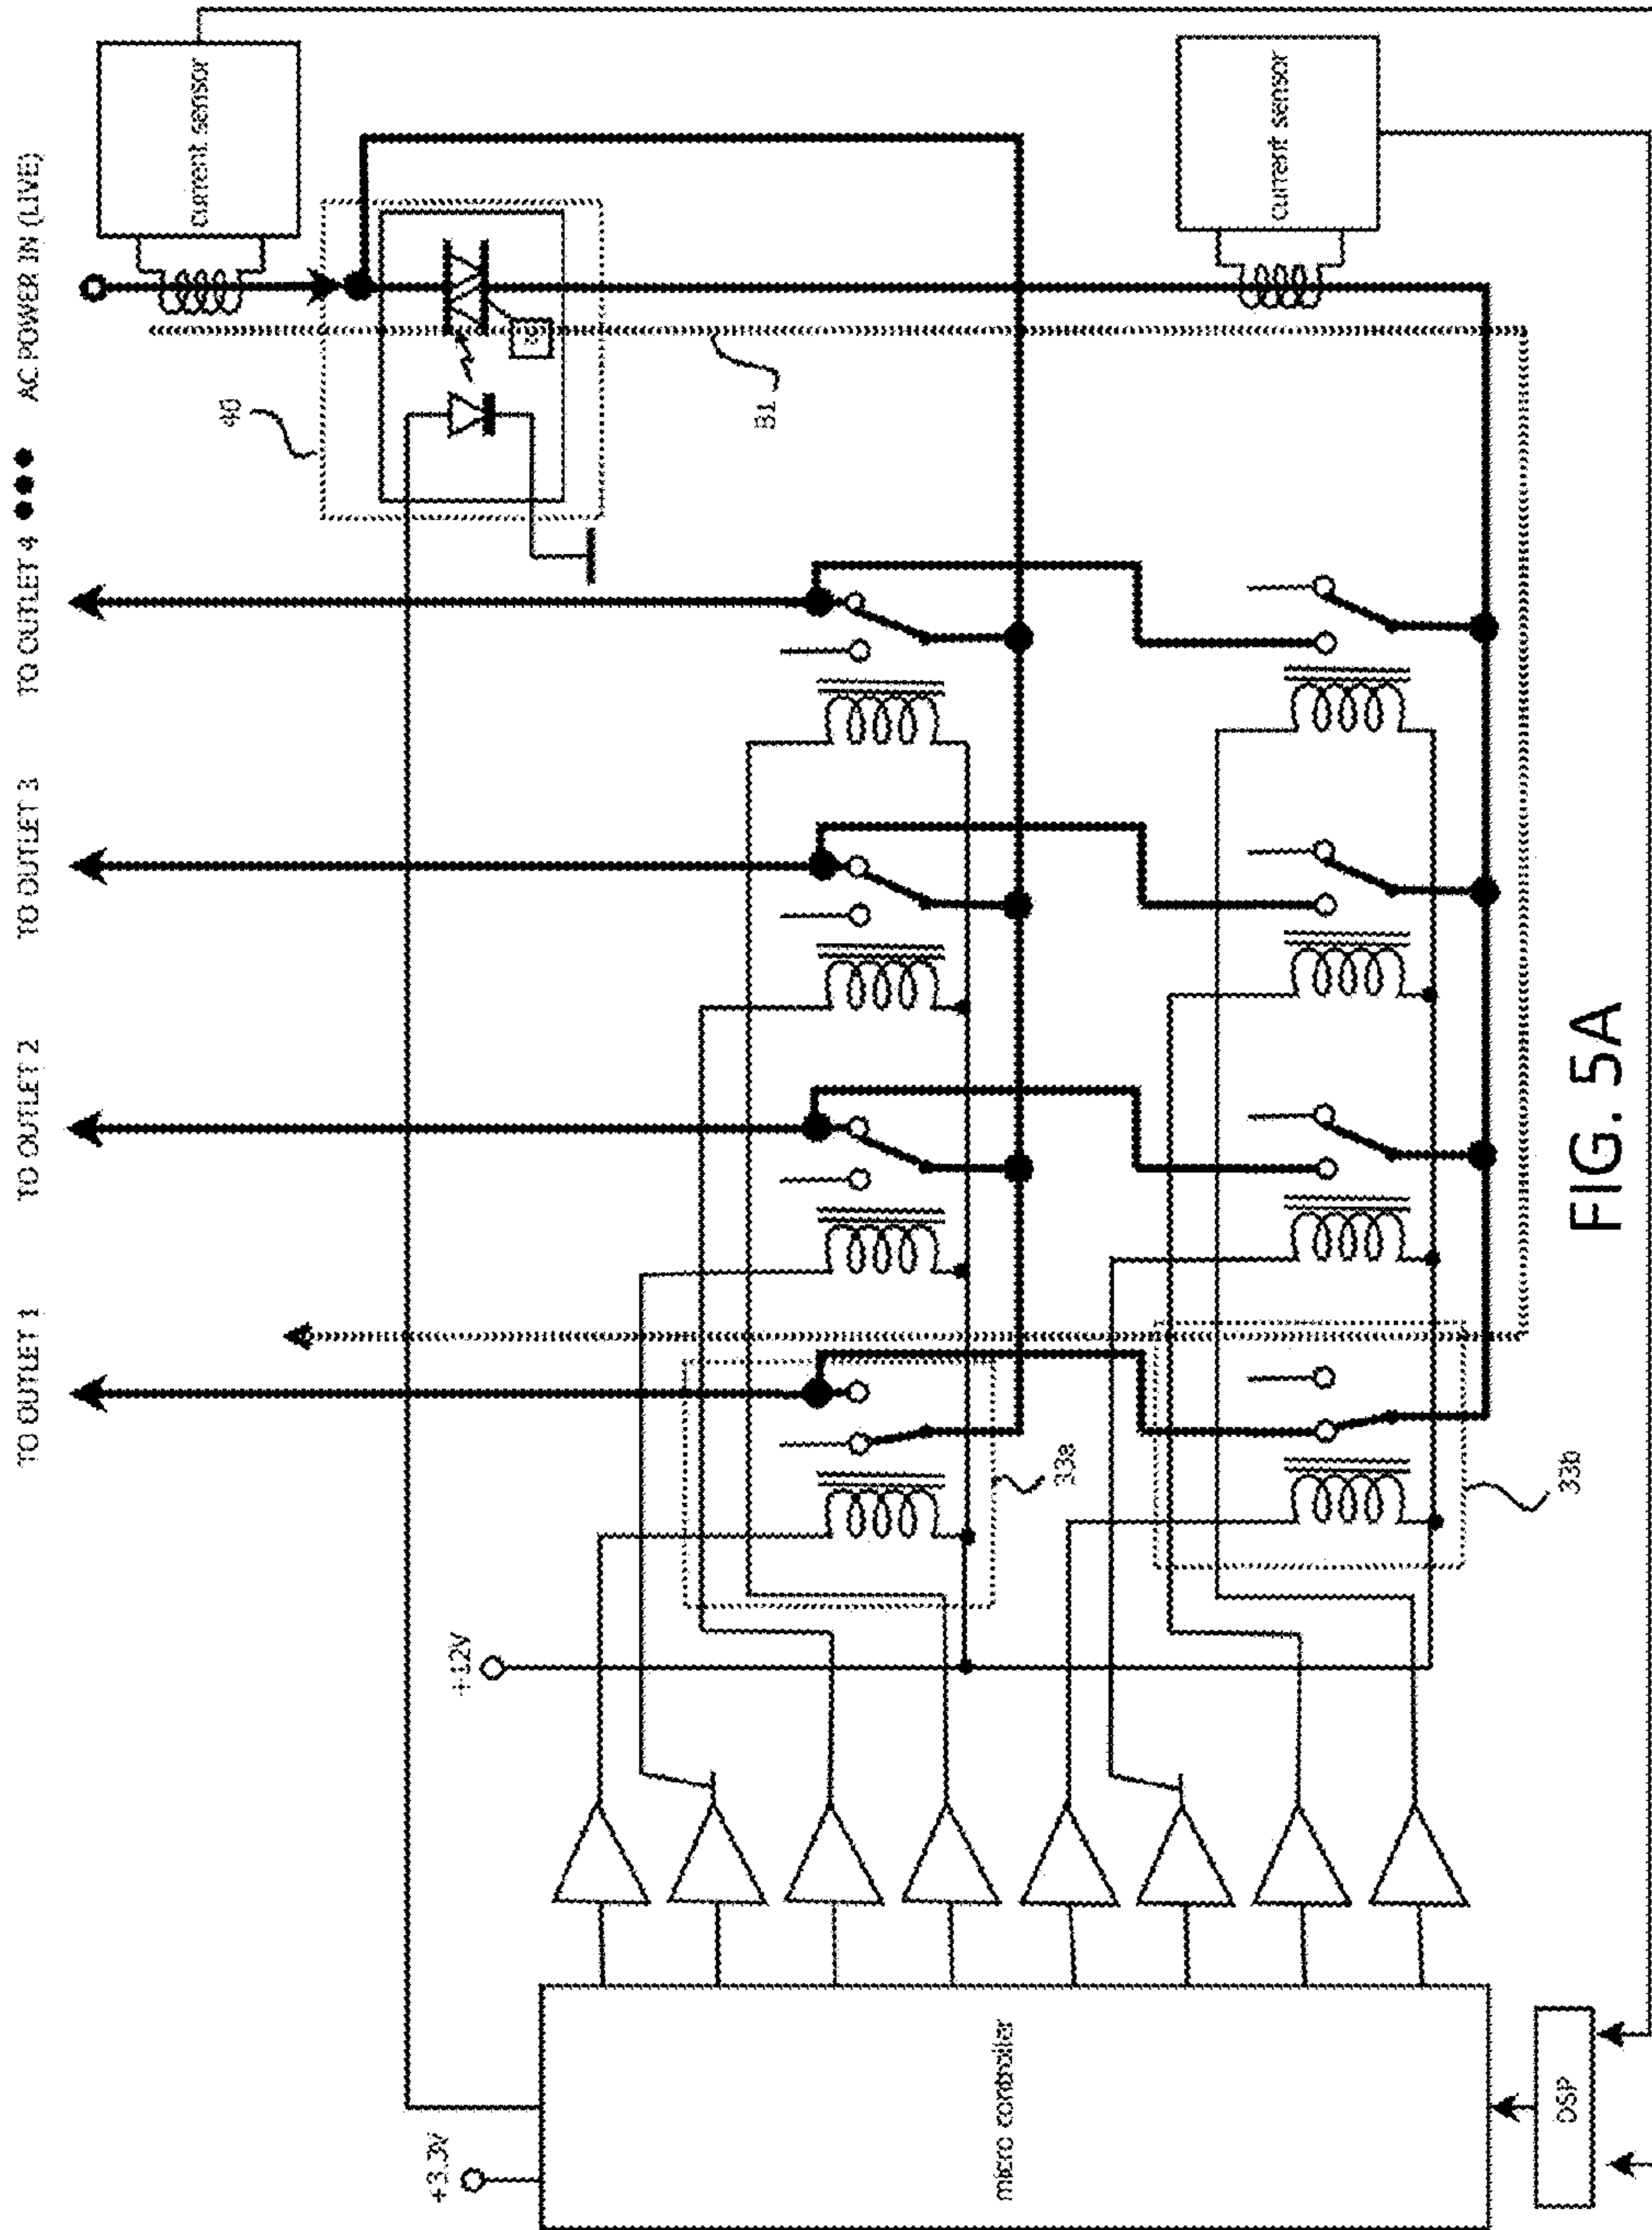 TO OUTLET 1
TO OUTLET 2
TO OUTLET 3
TO OUTLET 4
AC POWER IN (LIVE)
current sensor
40
B1
+12V
+3.3V
33a
33b
micro controller
current sensor
DSP
FIG. 5A